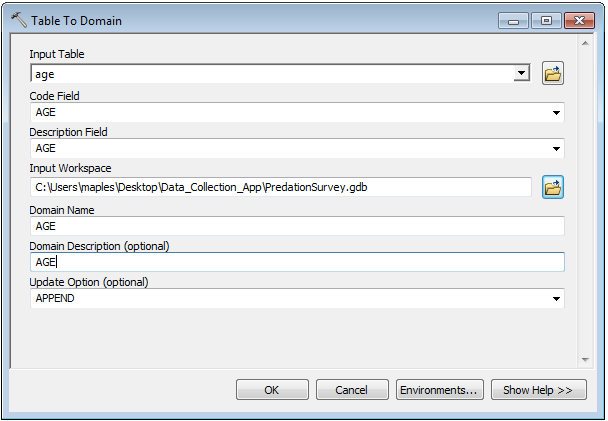 Table To Domain
Input Table
age
Code Field
AGE
Description Field
AGE
Input Workspace
C:\Users\maples\Desktop\Data_Collection_App\PredationSurvey.gdb
Domain Name
AGE
Domain Description (optional)
AGE
Update Option (optional)
APPEND
OK Cancel Environments... Show Help >>